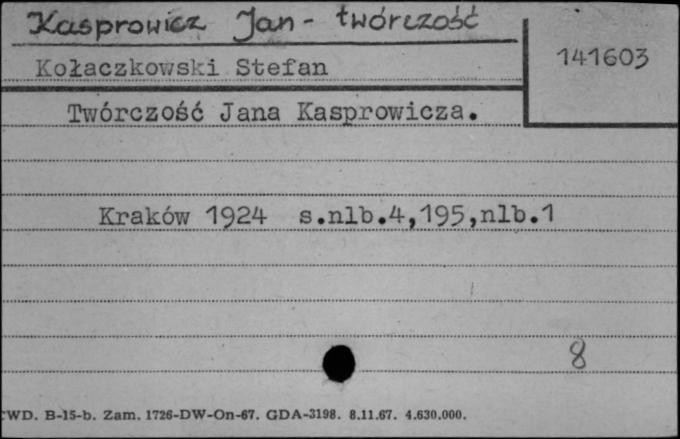 Kasprowicz Jan - twórczość
141603
Kołaczkowski Stefan
Twórczość Jana Kasprowicza.
Kraków 1924 s.nlb.4,195,nlb.1
8
CWD. B-15-b. Zam. 1726-DW-On-67. GDA-3198. 8.11.67. 4.630.000.